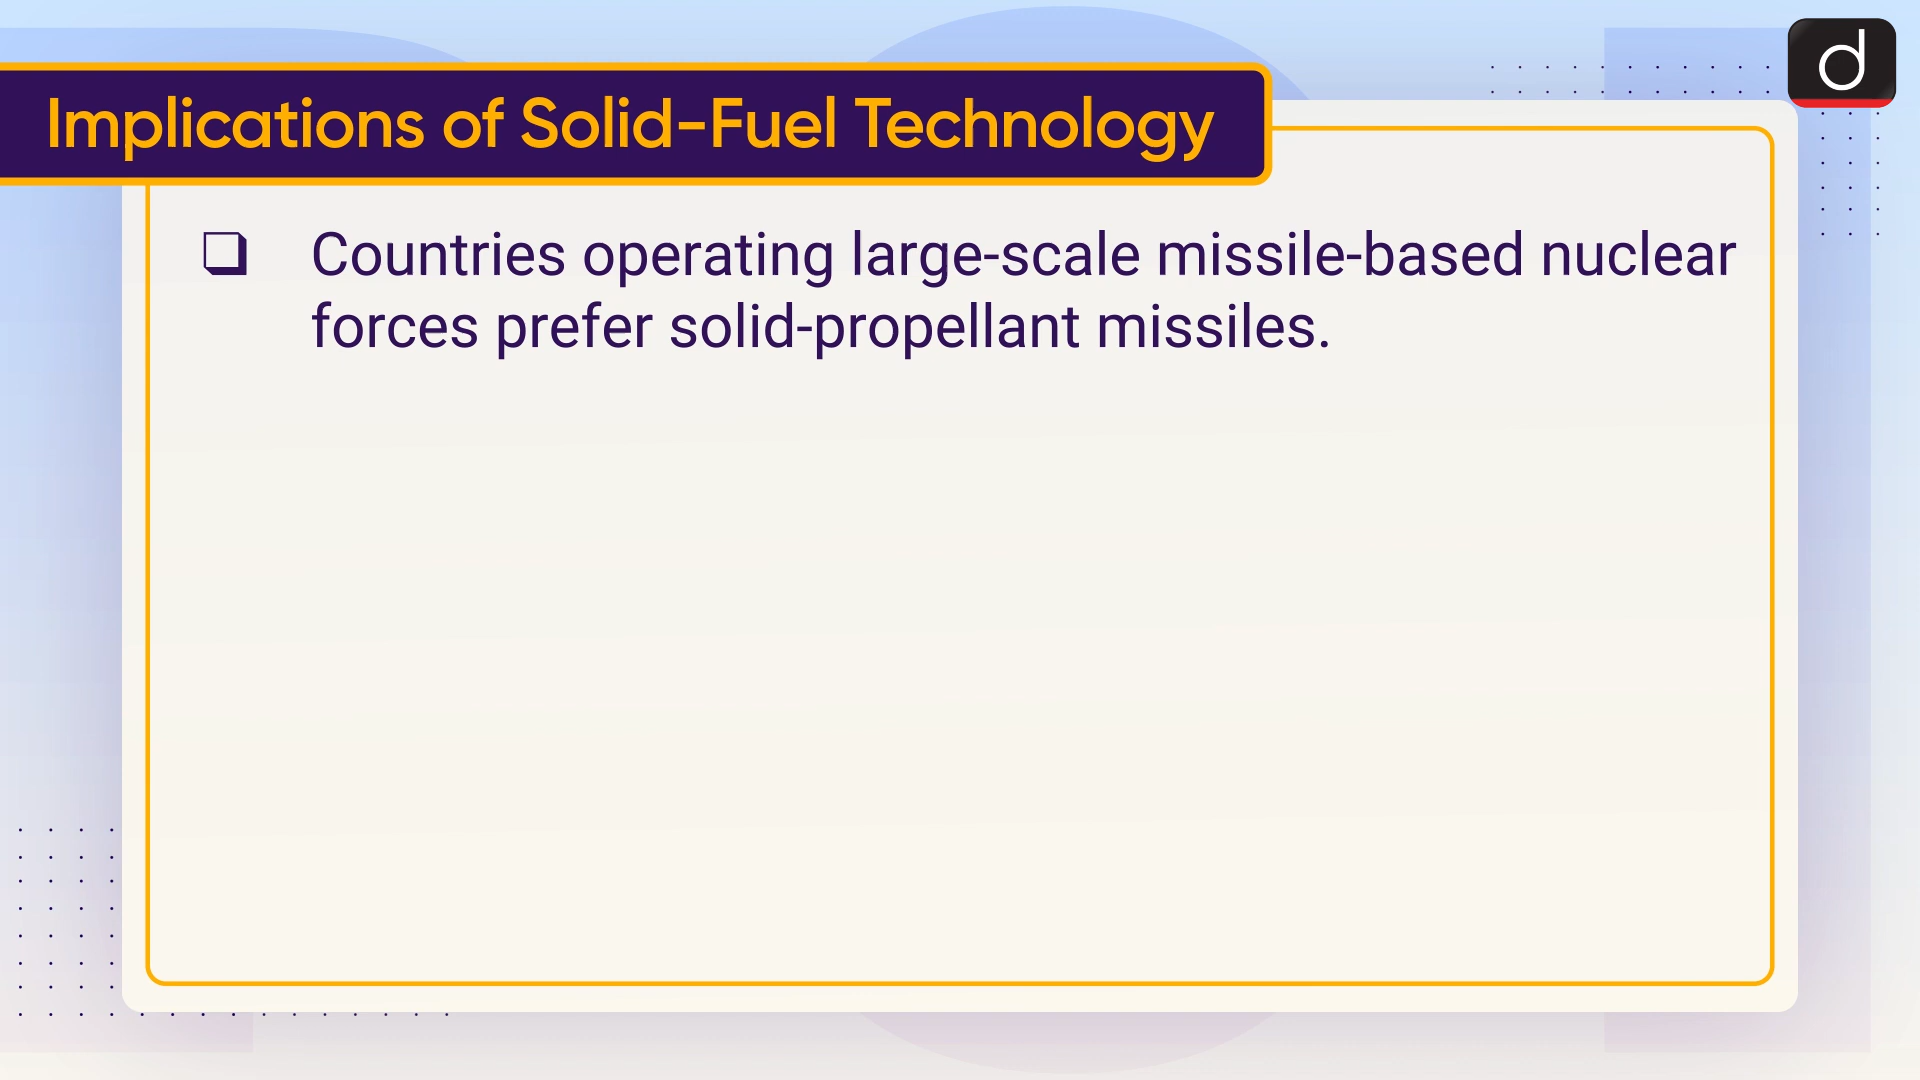 d
Implications of Solid-Fuel Technology
❑ Countries operating large-scale missile-based nuclear
forces prefer solid-propellant missiles.